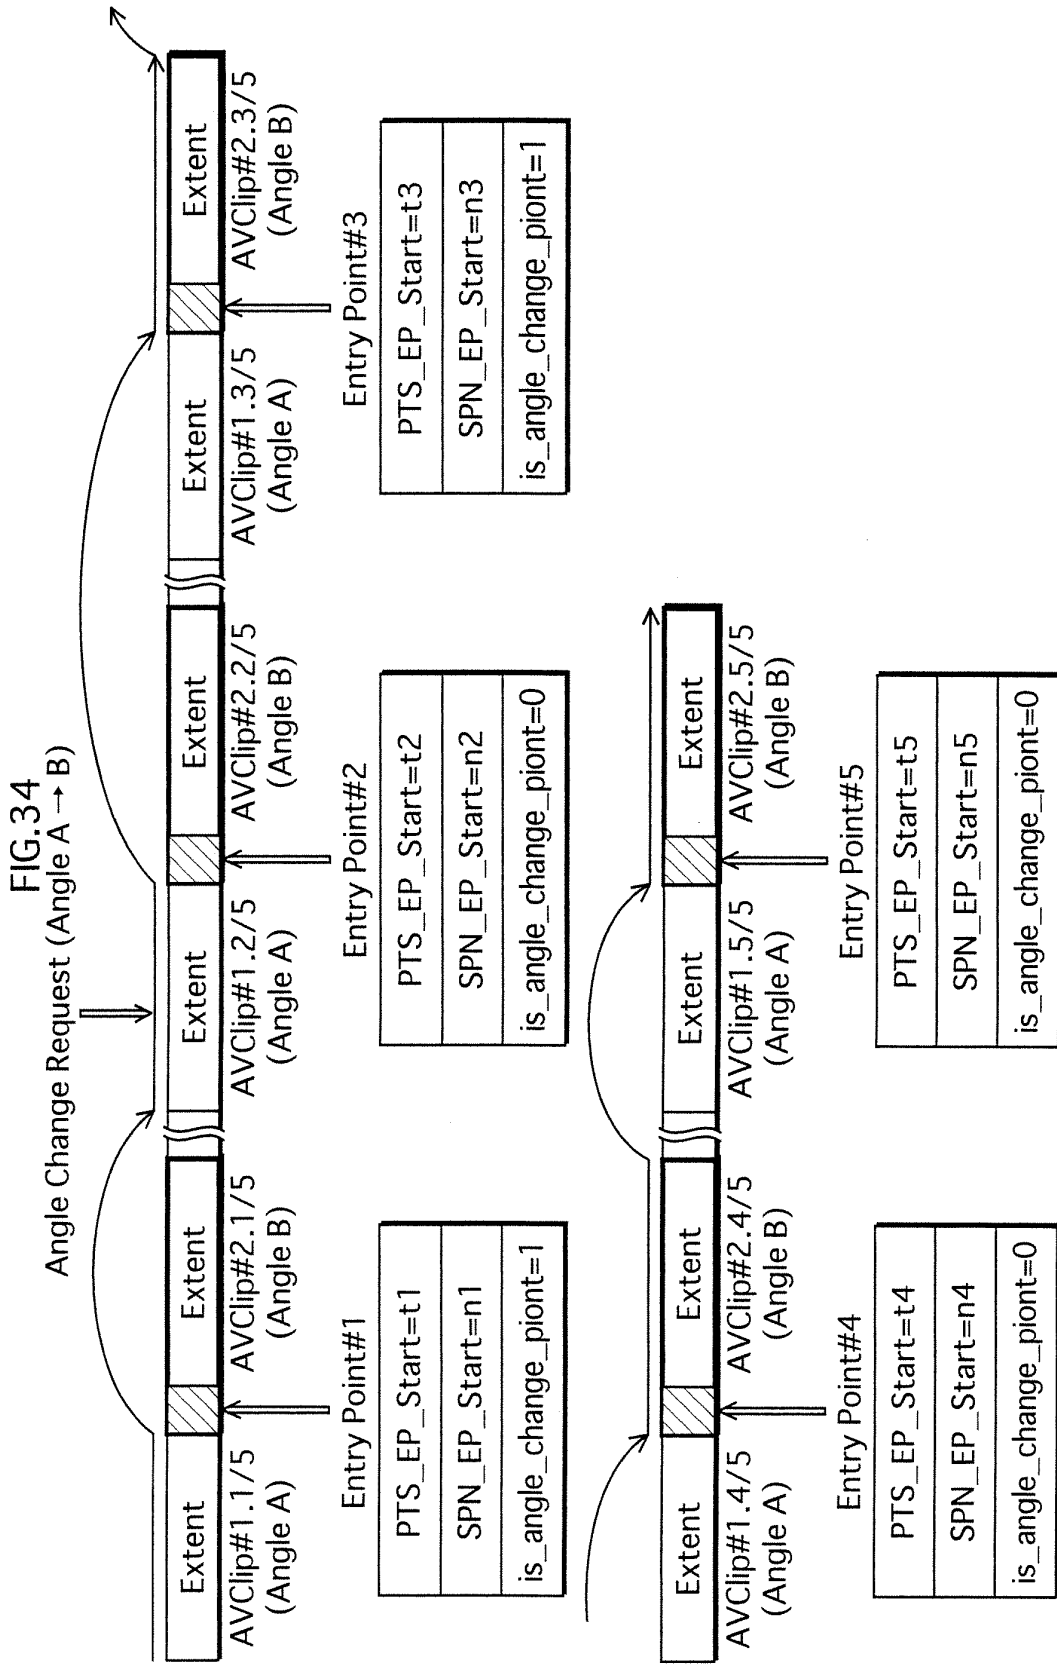 FIG.34
Angle Change Request (Angle A → B)
Extent
Extent
Extent
Extent
Extent
Extent
AVClip#1.1/5
(Angle A)
AVClip#2.1/5
(Angle B)
AVClip#1.2/5
(Angle A)
AVClip#2.2/5
(Angle B)
AVClip#1.3/5
(Angle A)
AVClip#2.3/5
(Angle B)
Entry Point#1
PTS_EP_Start=t1
SPN_EP_Start=n1
is_angle_change_piont=1
Entry Point#2
PTS_EP_Start=t2
SPN_EP_Start=n2
is_angle_change_piont=0
Entry Point#3
PTS_EP_Start=t3
SPN_EP_Start=n3
is_angle_change_piont=1
Extent
Extent
Extent
Extent
AVClip#1.4/5
(Angle A)
AVClip#2.4/5
(Angle B)
AVClip#1.5/5
(Angle A)
AVClip#2.5/5
(Angle B)
Entry Point#4
PTS_EP_Start=t4
SPN_EP_Start=n4
is_angle_change_piont=0
Entry Point#5
PTS_EP_Start=t5
SPN_EP_Start=n5
is_angle_change_piont=0